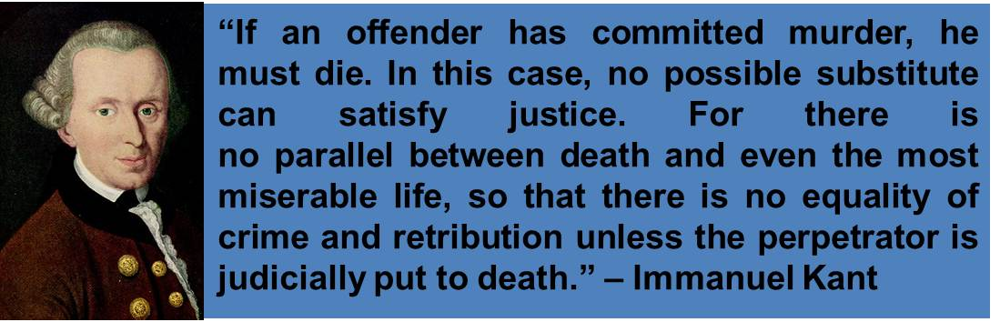 “If an offender has committed murder, he
must die. In this case, no possible substitute
can satisfy justice. For there is
no parallel between death and even the most
miserable life, so that there is no equality of
crime and retribution unless the perpetrator is
judicially put to death.” – Immanuel Kant